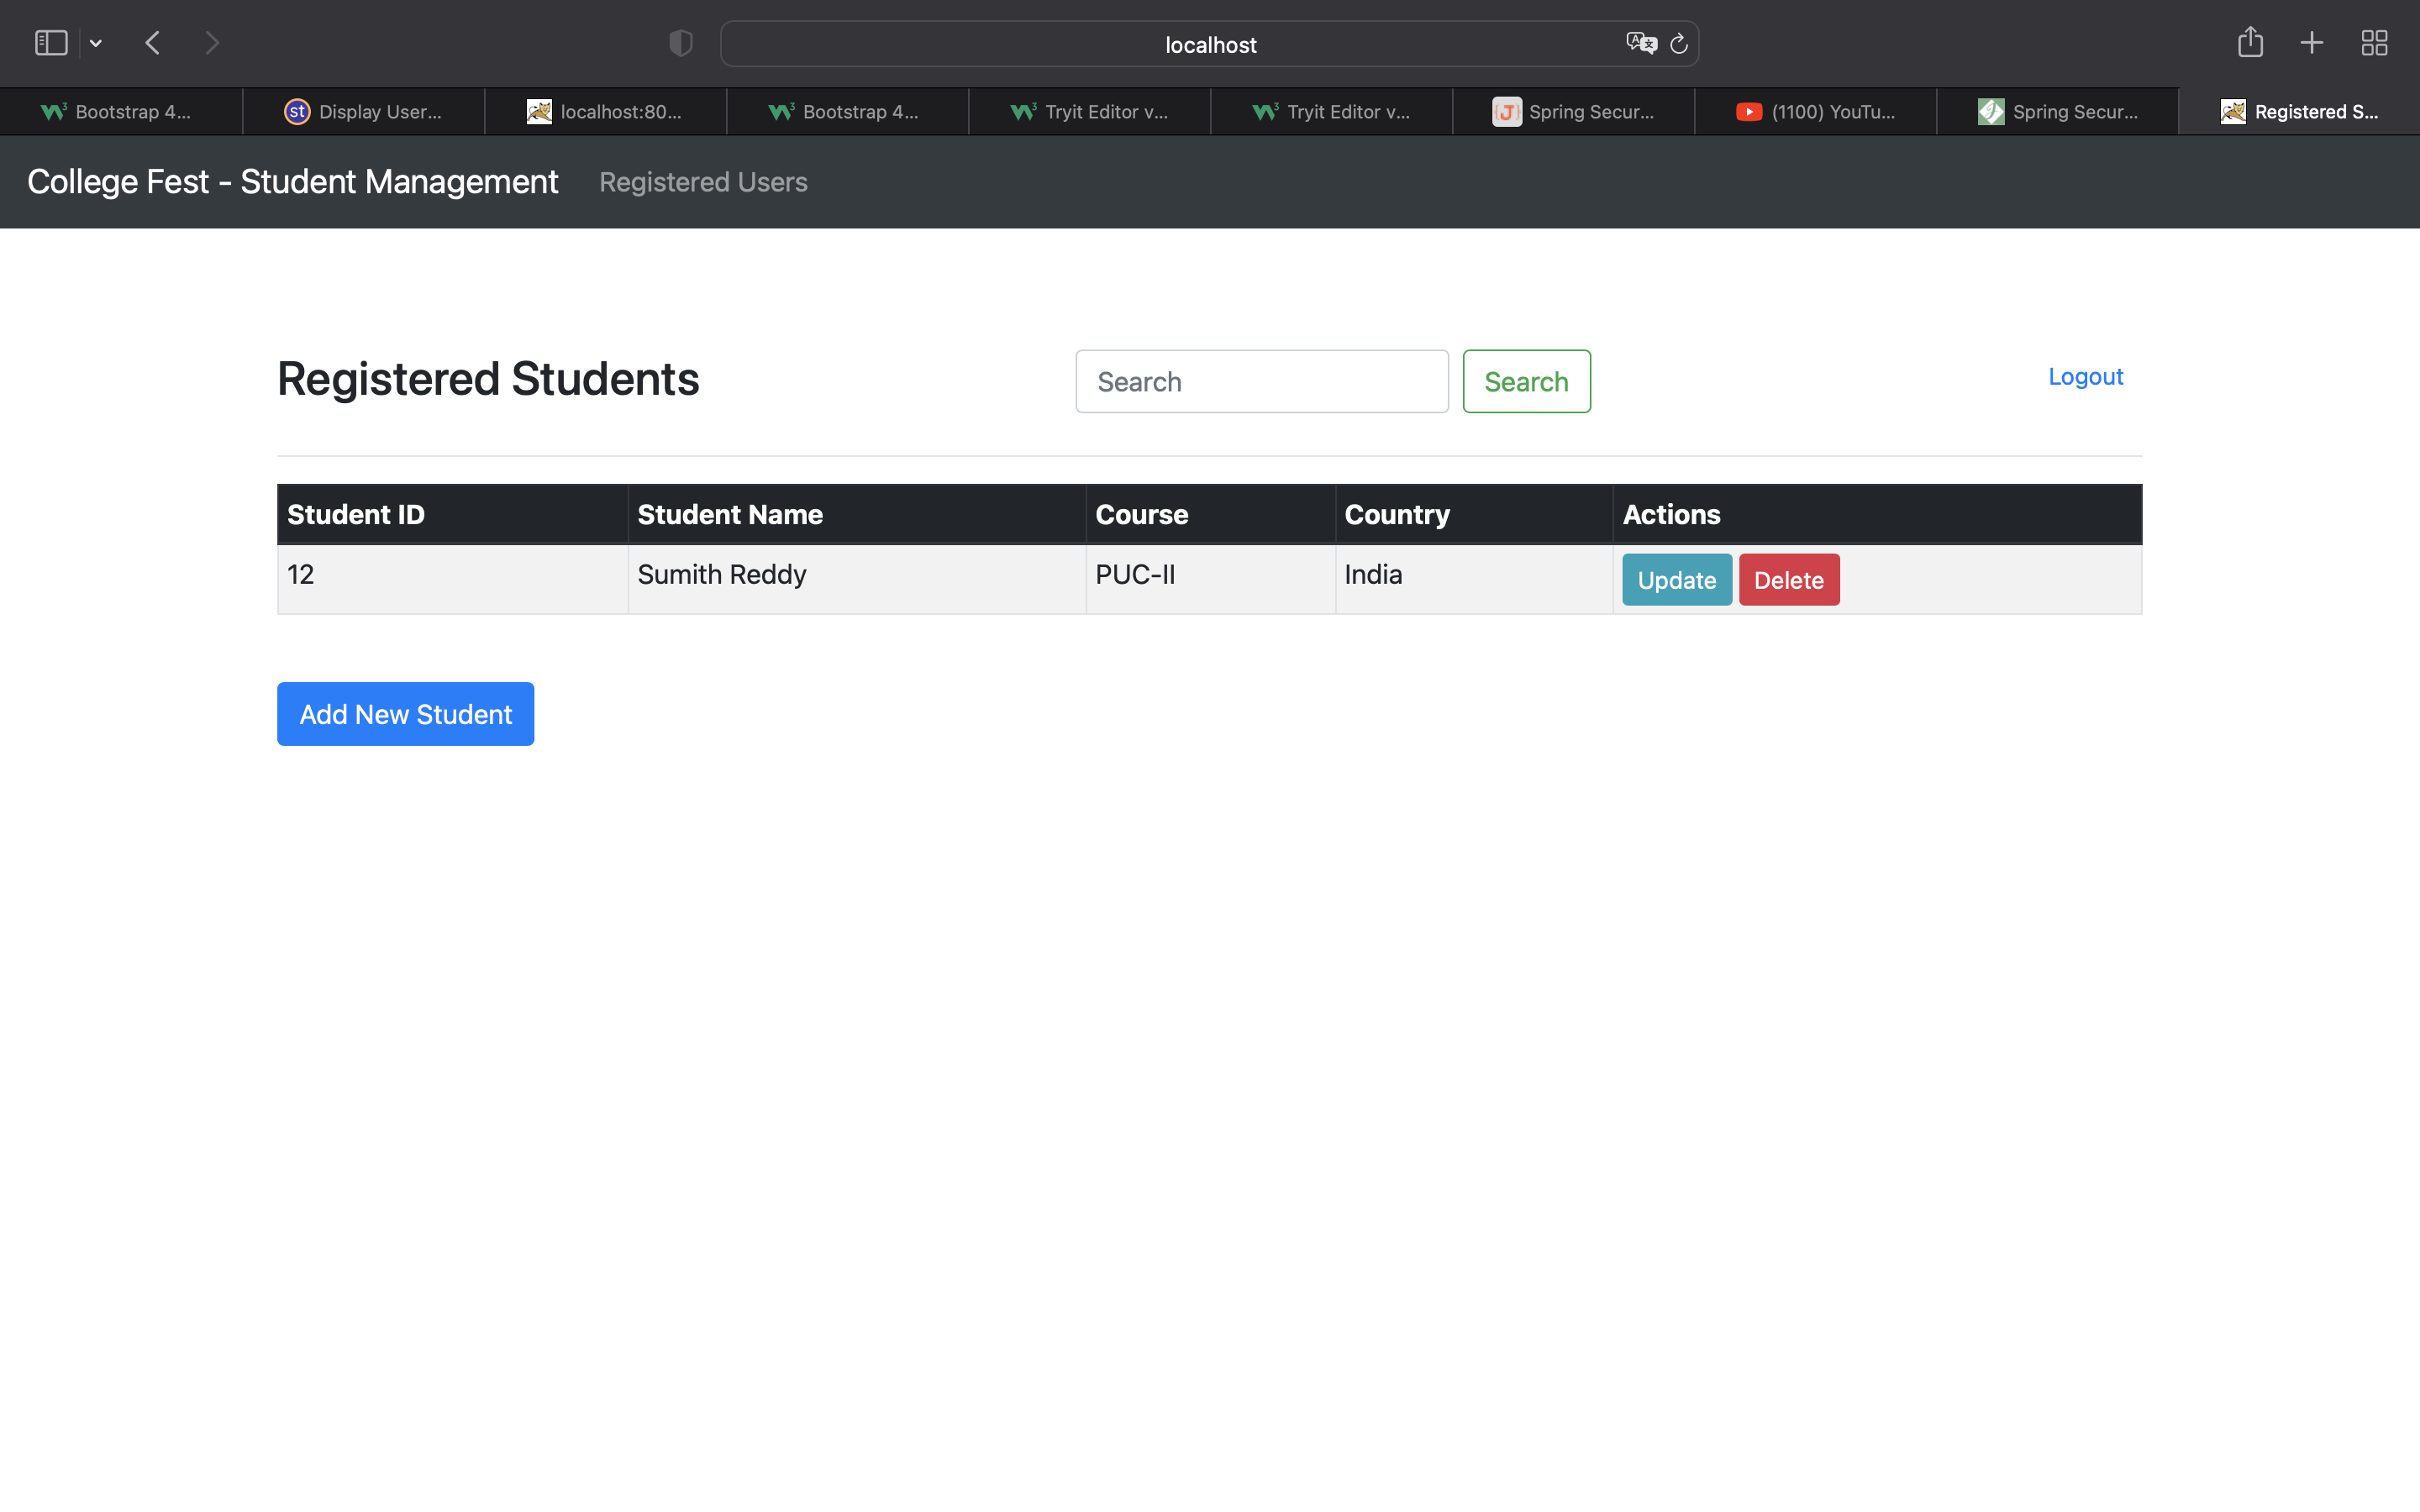 localhost
Bootstrap 4...
Display User...
localhost:80...
Bootstrap 4...
Tryit Editor v...
Tryit Editor v...
Spring Secur...
(1100) YouTu...
Spring Secur...
Registered S...
College Fest - Student Management Registered Users
Registered Students Search Search Logout
Student ID Student Name Course Country Actions
12 Sumith Reddy PUC-II India Update Delete
Add New Student